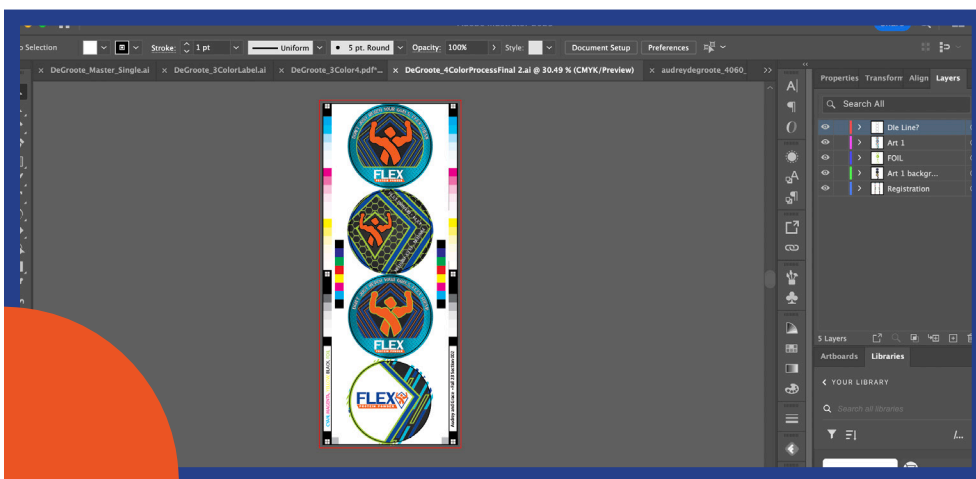 Selection
Stroke:
1 pt
Uniform
5 pt. Round
Opacity:
100%
Style:
Document Setup
Preferences
DeGroote_Master_Single.ai
DeGroote_3ColorLabel.ai
DeGroote_3Color4.pdf*...
DeGroote_4ColorProcessFinal 2.ai @ 30.49 % (CMYK/Preview)
audreydegroote_4060_
Properties
Transform
Align
Layers
Search All
Die Line?
Art 1
FOIL
Art 1 backgr...
Registration
5 Layers
Artboards
Libraries
YOUR LIBRARY
Search all libraries
FLEX
FLEX
FLEX
BLACK,